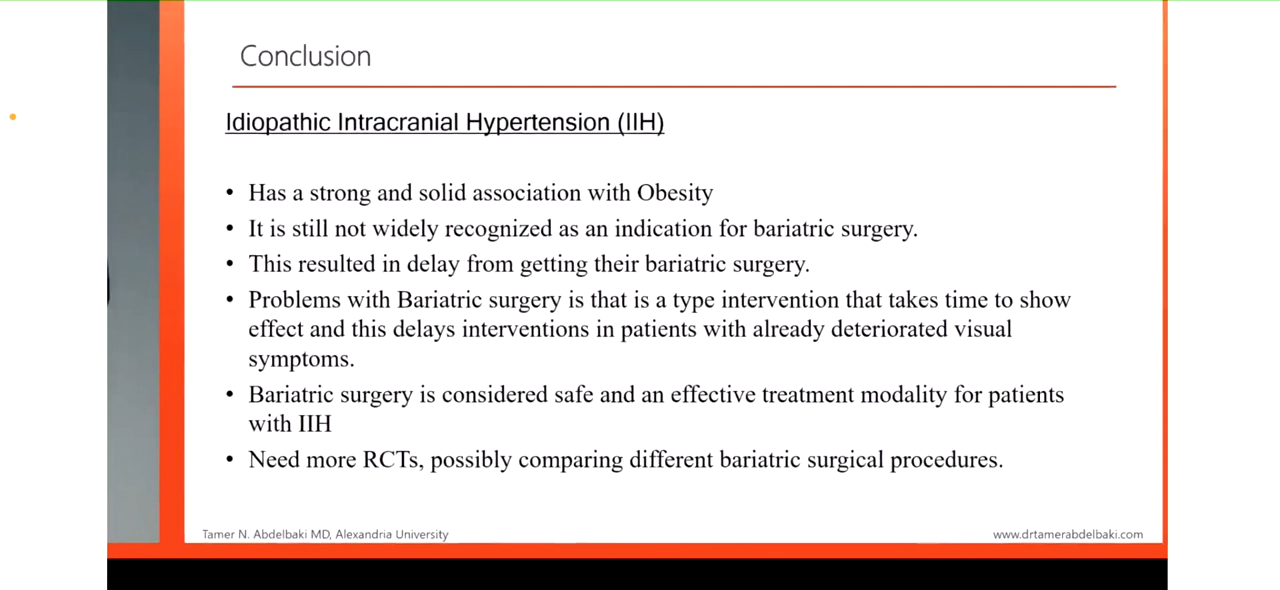 Conclusion
Idiopathic Intracranial Hypertension (IIH)
• Has a strong and solid association with Obesity
• It is still not widely recognized as an indication for bariatric surgery.
• This resulted in delay from getting their bariatric surgery.
• Problems with Bariatric surgery is that is a type intervention that takes time to show
effect and this delays interventions in patients with already deteriorated visual
symptoms.
• Bariatric surgery is considered safe and an effective treatment modality for patients
with IIH
• Need more RCTs, possibly comparing different bariatric surgical procedures.
Tamer N. Abdelbaki MD, Alexandria University
www.drtamerabdelbaki.com